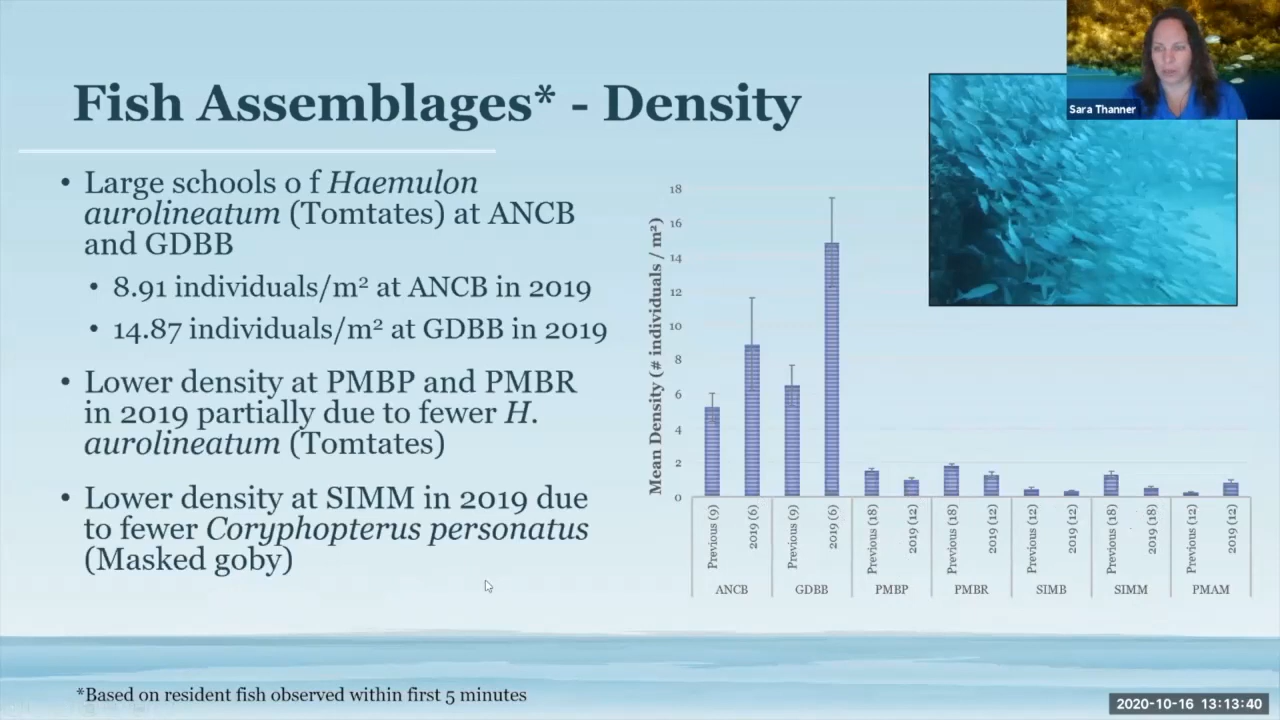 Fish Assemblages* - Density
Sara Thanner
• Large schools o f Haemulon
aurolineatum (Tomtates) at ANCB
and GDBB
• 8.91 individuals/m² at ANCB in 2019
• 14.87 individuals/m² at GDBB in 2019
• Lower density at PMBP and PMBR
in 2019 partially due to fewer H.
aurolineatum (Tomtates)
• Lower density at SIMM in 2019 due
to fewer Coryphopterus personatus
(Masked goby)
Mean Density (# individuals / m²)
18
16
14
12
10
8
6
4
2
0
Previous (9)
2019 (6)
Previous (9)
2019 (6)
Previous (18)
2019 (12)
Previous (18)
2019 (12)
Previous (12)
2019 (12)
Previous (18)
2019 (18)
Previous (12)
2019 (12)
ANCB
GDBB
PMBP
PMBR
SIMB
SIMM
PMAM
*Based on resident fish observed within first 5 minutes
2020-10-16 13:13:40